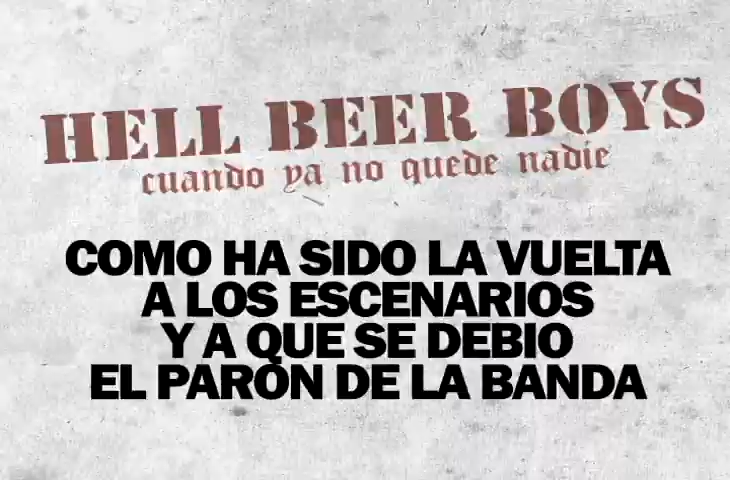 HELL BEER BOYS
cuando ya no quede nadie
COMO HA SIDO LA VUELTA
A LOS ESCENARIOS
Y A QUE SE DEBIO
EL PARON DE LA BANDA